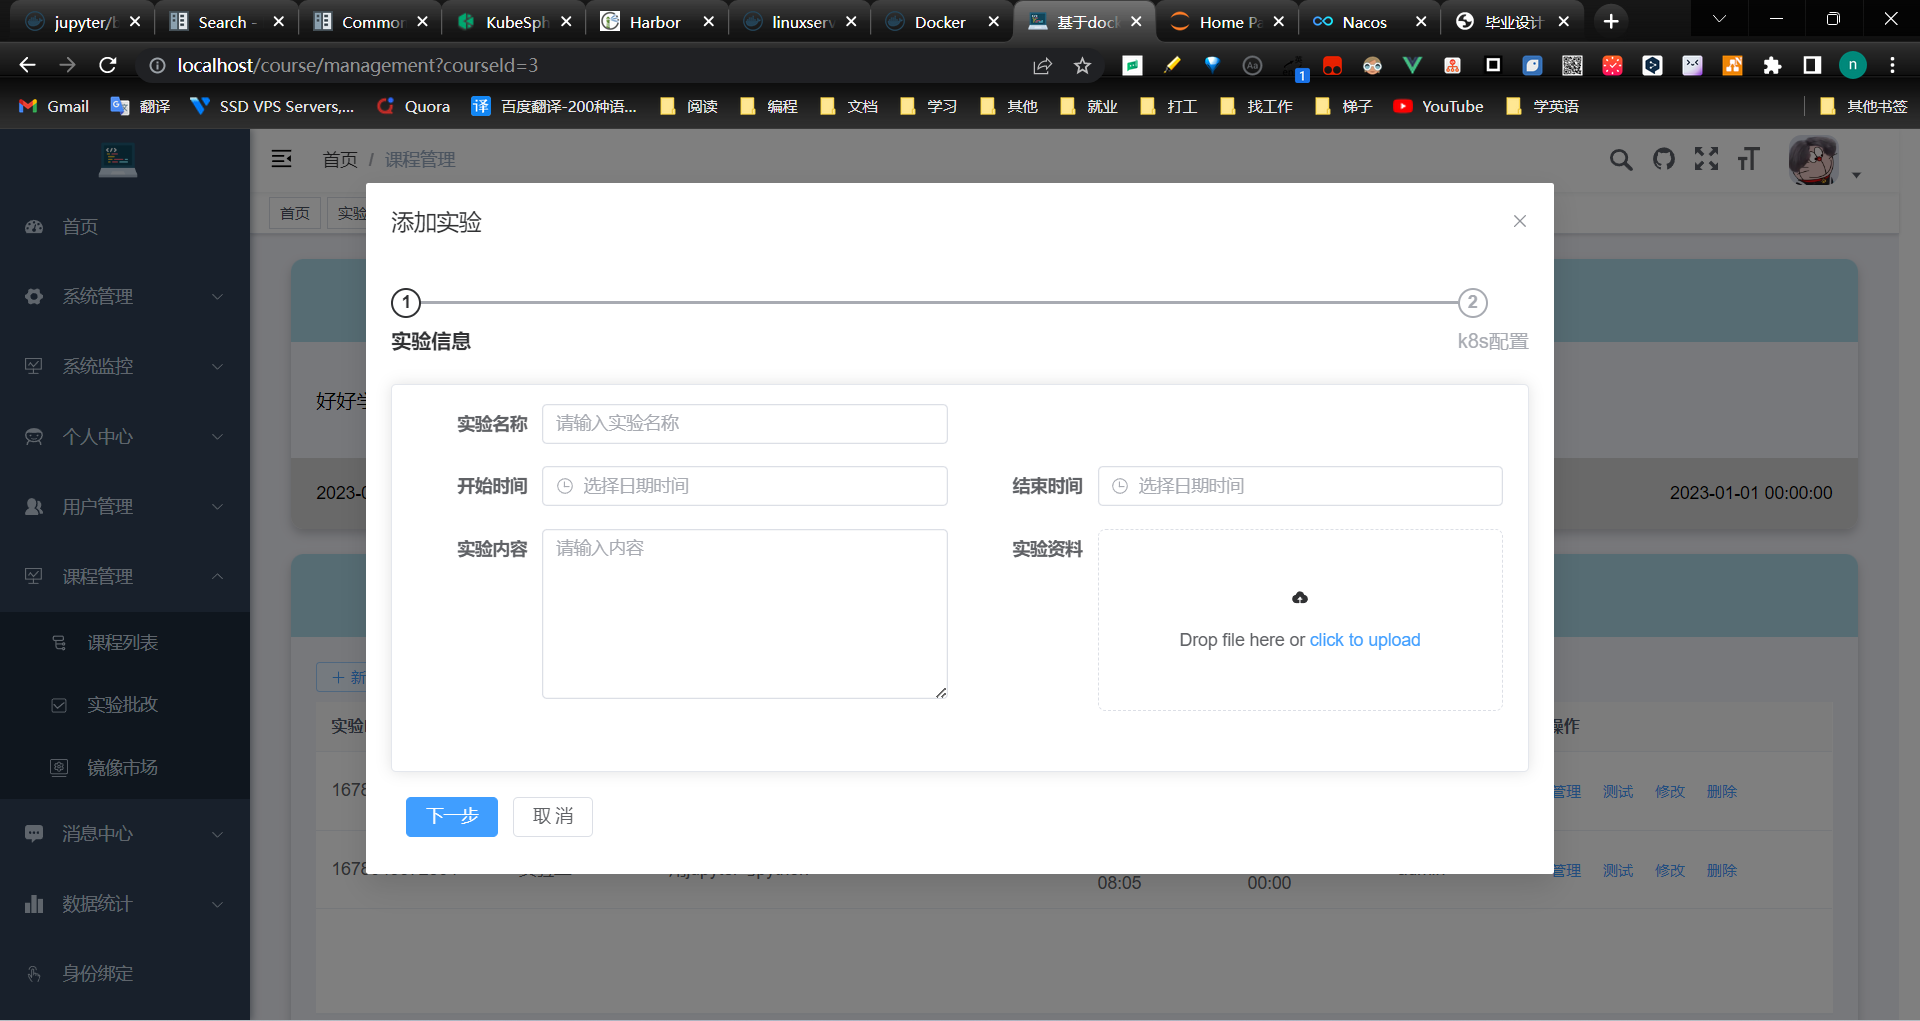 jupyter/b
Search -
Common
KubeSph
Harbor
linuxserv
Docker
基于doc
Home Pa
Nacos
毕业设计
localhost/course/management?courseId=3
1
n
Gmail
翻译
SSD VPS Servers,...
Quora
译 百度翻译-200种语...
阅读
编程
文档
学习
其他
就业
打工
找工作
梯子
YouTube
学英语
其他书签
首页 / 课程管理
首页
实验
首页
系统管理
系统监控
个人中心
用户管理
课程管理
课程列表
实验批改
镜像市场
消息中心
数据统计
身份绑定
好好学
2023-0
2023-01-01 00:00:00
+ 新
实验
操作
1678
管理 测试 修改 删除
管理 测试 修改 删除
08:05
00:00
添加实验
1
2
实验信息
k8s配置
实验名称
请输入实验名称
开始时间
选择日期时间
结束时间
选择日期时间
实验内容
请输入内容
实验资料
Drop file here or click to upload
下一步
取 消